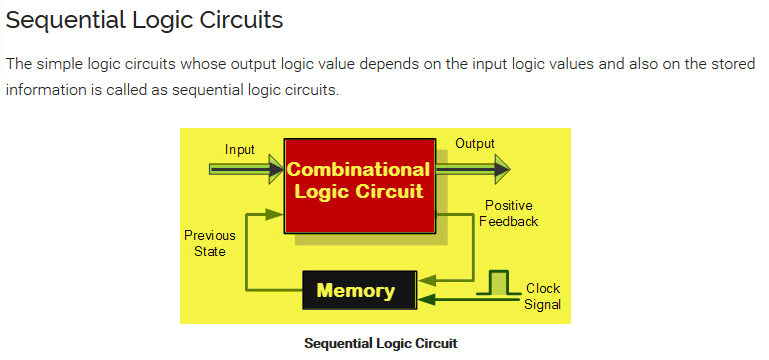 Sequential Logic Circuits
The simple logic circuits whose output logic value depends on the input logic values and also on the stored
information is called as sequential logic circuits.
Input
Output
Combinational
Logic Circuit
Positive
Feedback
Previous
State
Memory
Clock
Signal
Sequential Logic Circuit